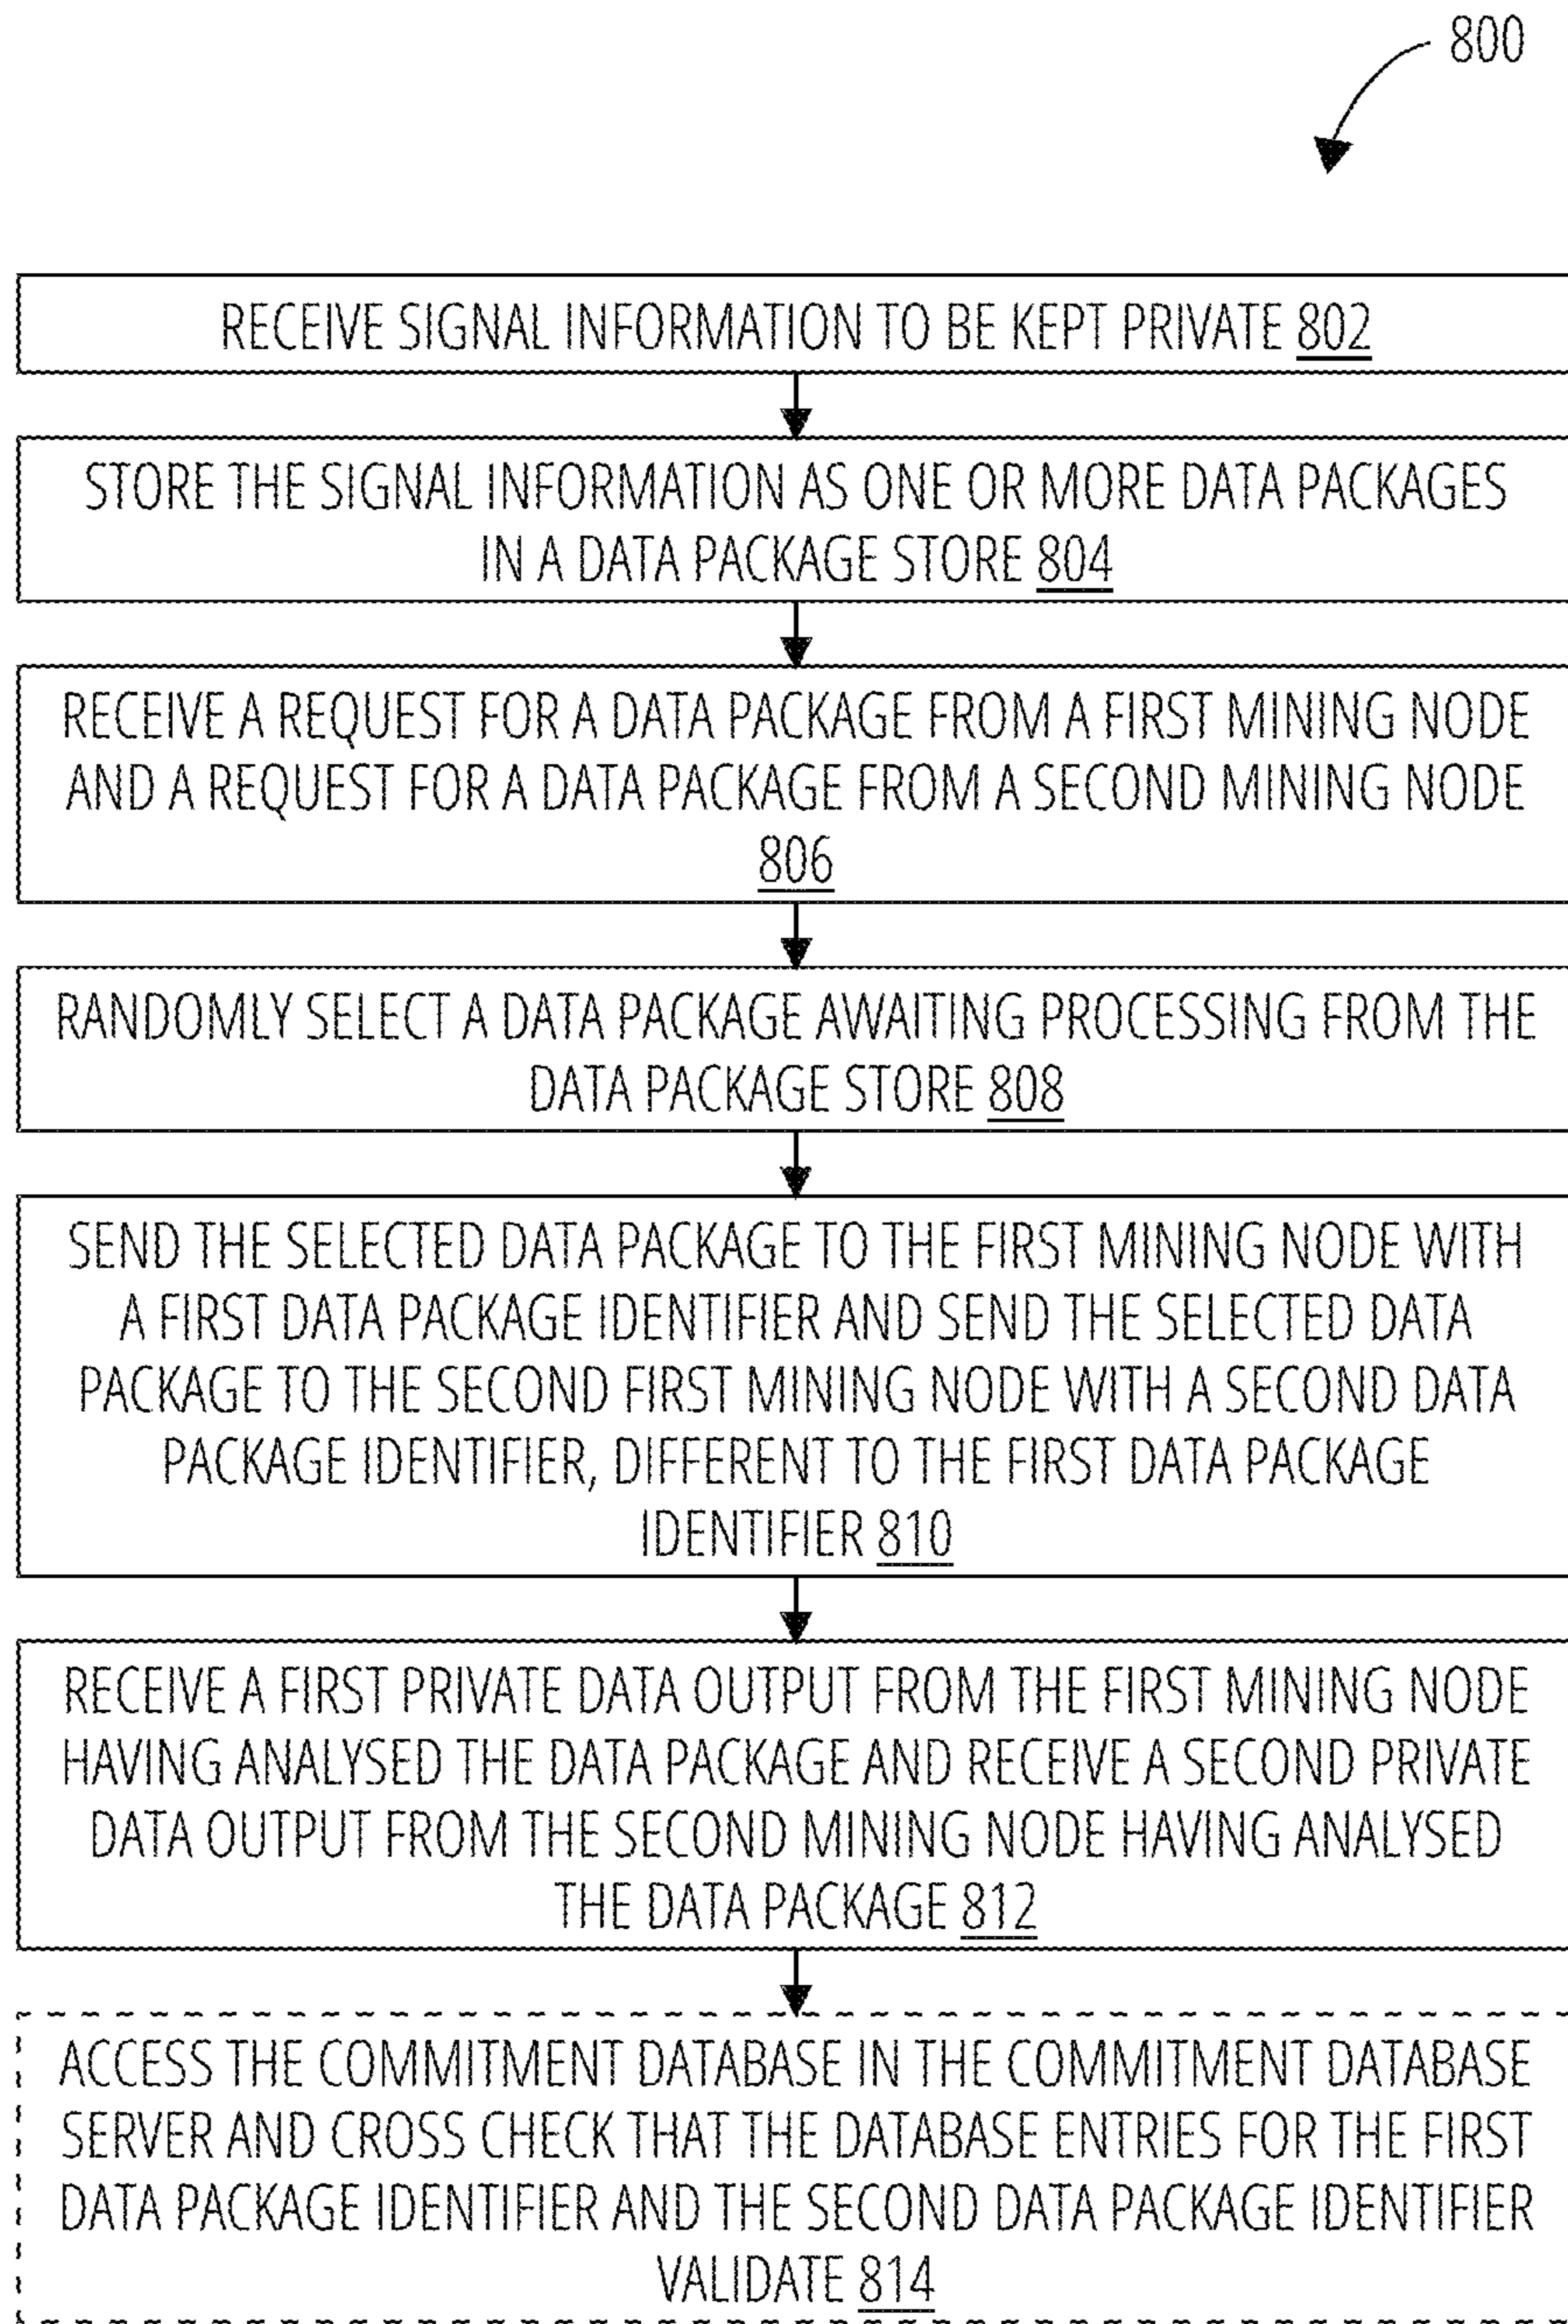 800
RECEIVE SIGNAL INFORMATION TO BE KEPT PRIVATE 802
STORE THE SIGNAL INFORMATION AS ONE OR MORE DATA PACKAGES
IN A DATA PACKAGE STORE 804
RECEIVE A REQUEST FOR A DATA PACKAGE FROM A FIRST MINING NODE
AND A REQUEST FOR A DATA PACKAGE FROM A SECOND MINING NODE
806
RANDOMLY SELECT A DATA PACKAGE AWAITING PROCESSING FROM THE
DATA PACKAGE STORE 808
SEND THE SELECTED DATA PACKAGE TO THE FIRST MINING NODE WITH
A FIRST DATA PACKAGE IDENTIFIER AND SEND THE SELECTED DATA
PACKAGE TO THE SECOND FIRST MINING NODE WITH A SECOND DATA
PACKAGE IDENTIFIER, DIFFERENT TO THE FIRST DATA PACKAGE
IDENTIFIER 810
RECEIVE A FIRST PRIVATE DATA OUTPUT FROM THE FIRST MINING NODE
HAVING ANALYSED THE DATA PACKAGE AND RECEIVE A SECOND PRIVATE
DATA OUTPUT FROM THE SECOND MINING NODE HAVING ANALYSED
THE DATA PACKAGE 812
ACCESS THE COMMITMENT DATABASE IN THE COMMITMENT DATABASE
SERVER AND CROSS CHECK THAT THE DATABASE ENTRIES FOR THE FIRST
DATA PACKAGE IDENTIFIER AND THE SECOND DATA PACKAGE IDENTIFIER
VALIDATE 814